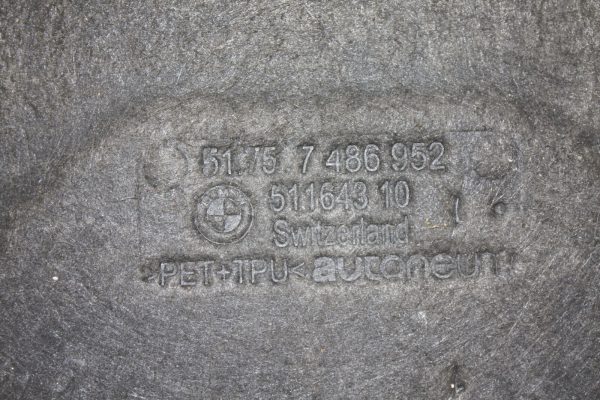 51.75. 7 486 952
511643 10
Switzerland
>PET+TPU< autoneum